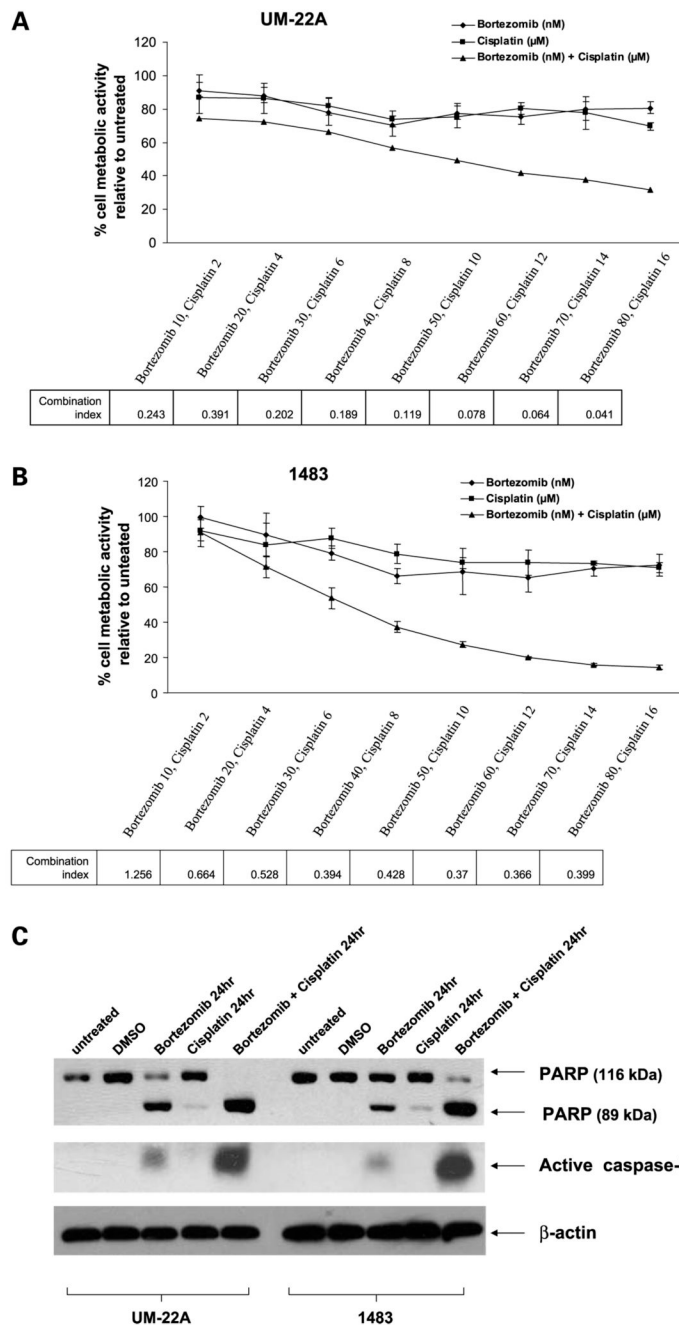 A
UM-22A
Bortezomib (nM)
Cisplatin (µM)
Bortezomib (nM) + Cisplatin (µM)
% cell metabolic activity
relative to untreated
120
100
80
60
40
20
0
Bortezomib 10, Cisplatin 2
Bortezomib 20, Cisplatin 4
Bortezomib 30, Cisplatin 6
Bortezomib 40, Cisplatin 8
Bortezomib 50, Cisplatin 10
Bortezomib 60, Cisplatin 12
Bortezomib 70, Cisplatin 14
Bortezomib 80, Cisplatin 16
Combination
index 0.243 0.391 0.202 0.189 0.119 0.078 0.064 0.041
B
1483
Bortezomib (nM)
Cisplatin (µM)
Bortezomib (nM) + Cisplatin (µM)
% cell metabolic activity
relative to unteated
120
100
80
60
40
20
0
Bortezomib 10, Cisplatin 2
Bortezomib 20, Cisplatin 4
Bortezomib 30, Cisplatin 6
Bortezomib 40, Cisplatin 8
Bortezomib 50, Cisplatin 10
Bortezomib 60, Cisplatin 12
Bortezomib 70, Cisplatin 14
Bortezomib 80, Cisplatin 16
Combination
index 1.256 0.664 0.528 0.394 0.428 0.37 0.366 0.399
C
untreated
DMSO
Bortezomib 24hr
Cisplatin 24hr
Bortezomib + Cisplatin 24hr
untreated
DMSO
Bortezomib 24hr
Cisplatin 24hr
Bortezomib + Cisplatin 24hr
PARP (116 kDa)
PARP (89 kDa)
Active caspase-
β-actin
UM-22A
1483